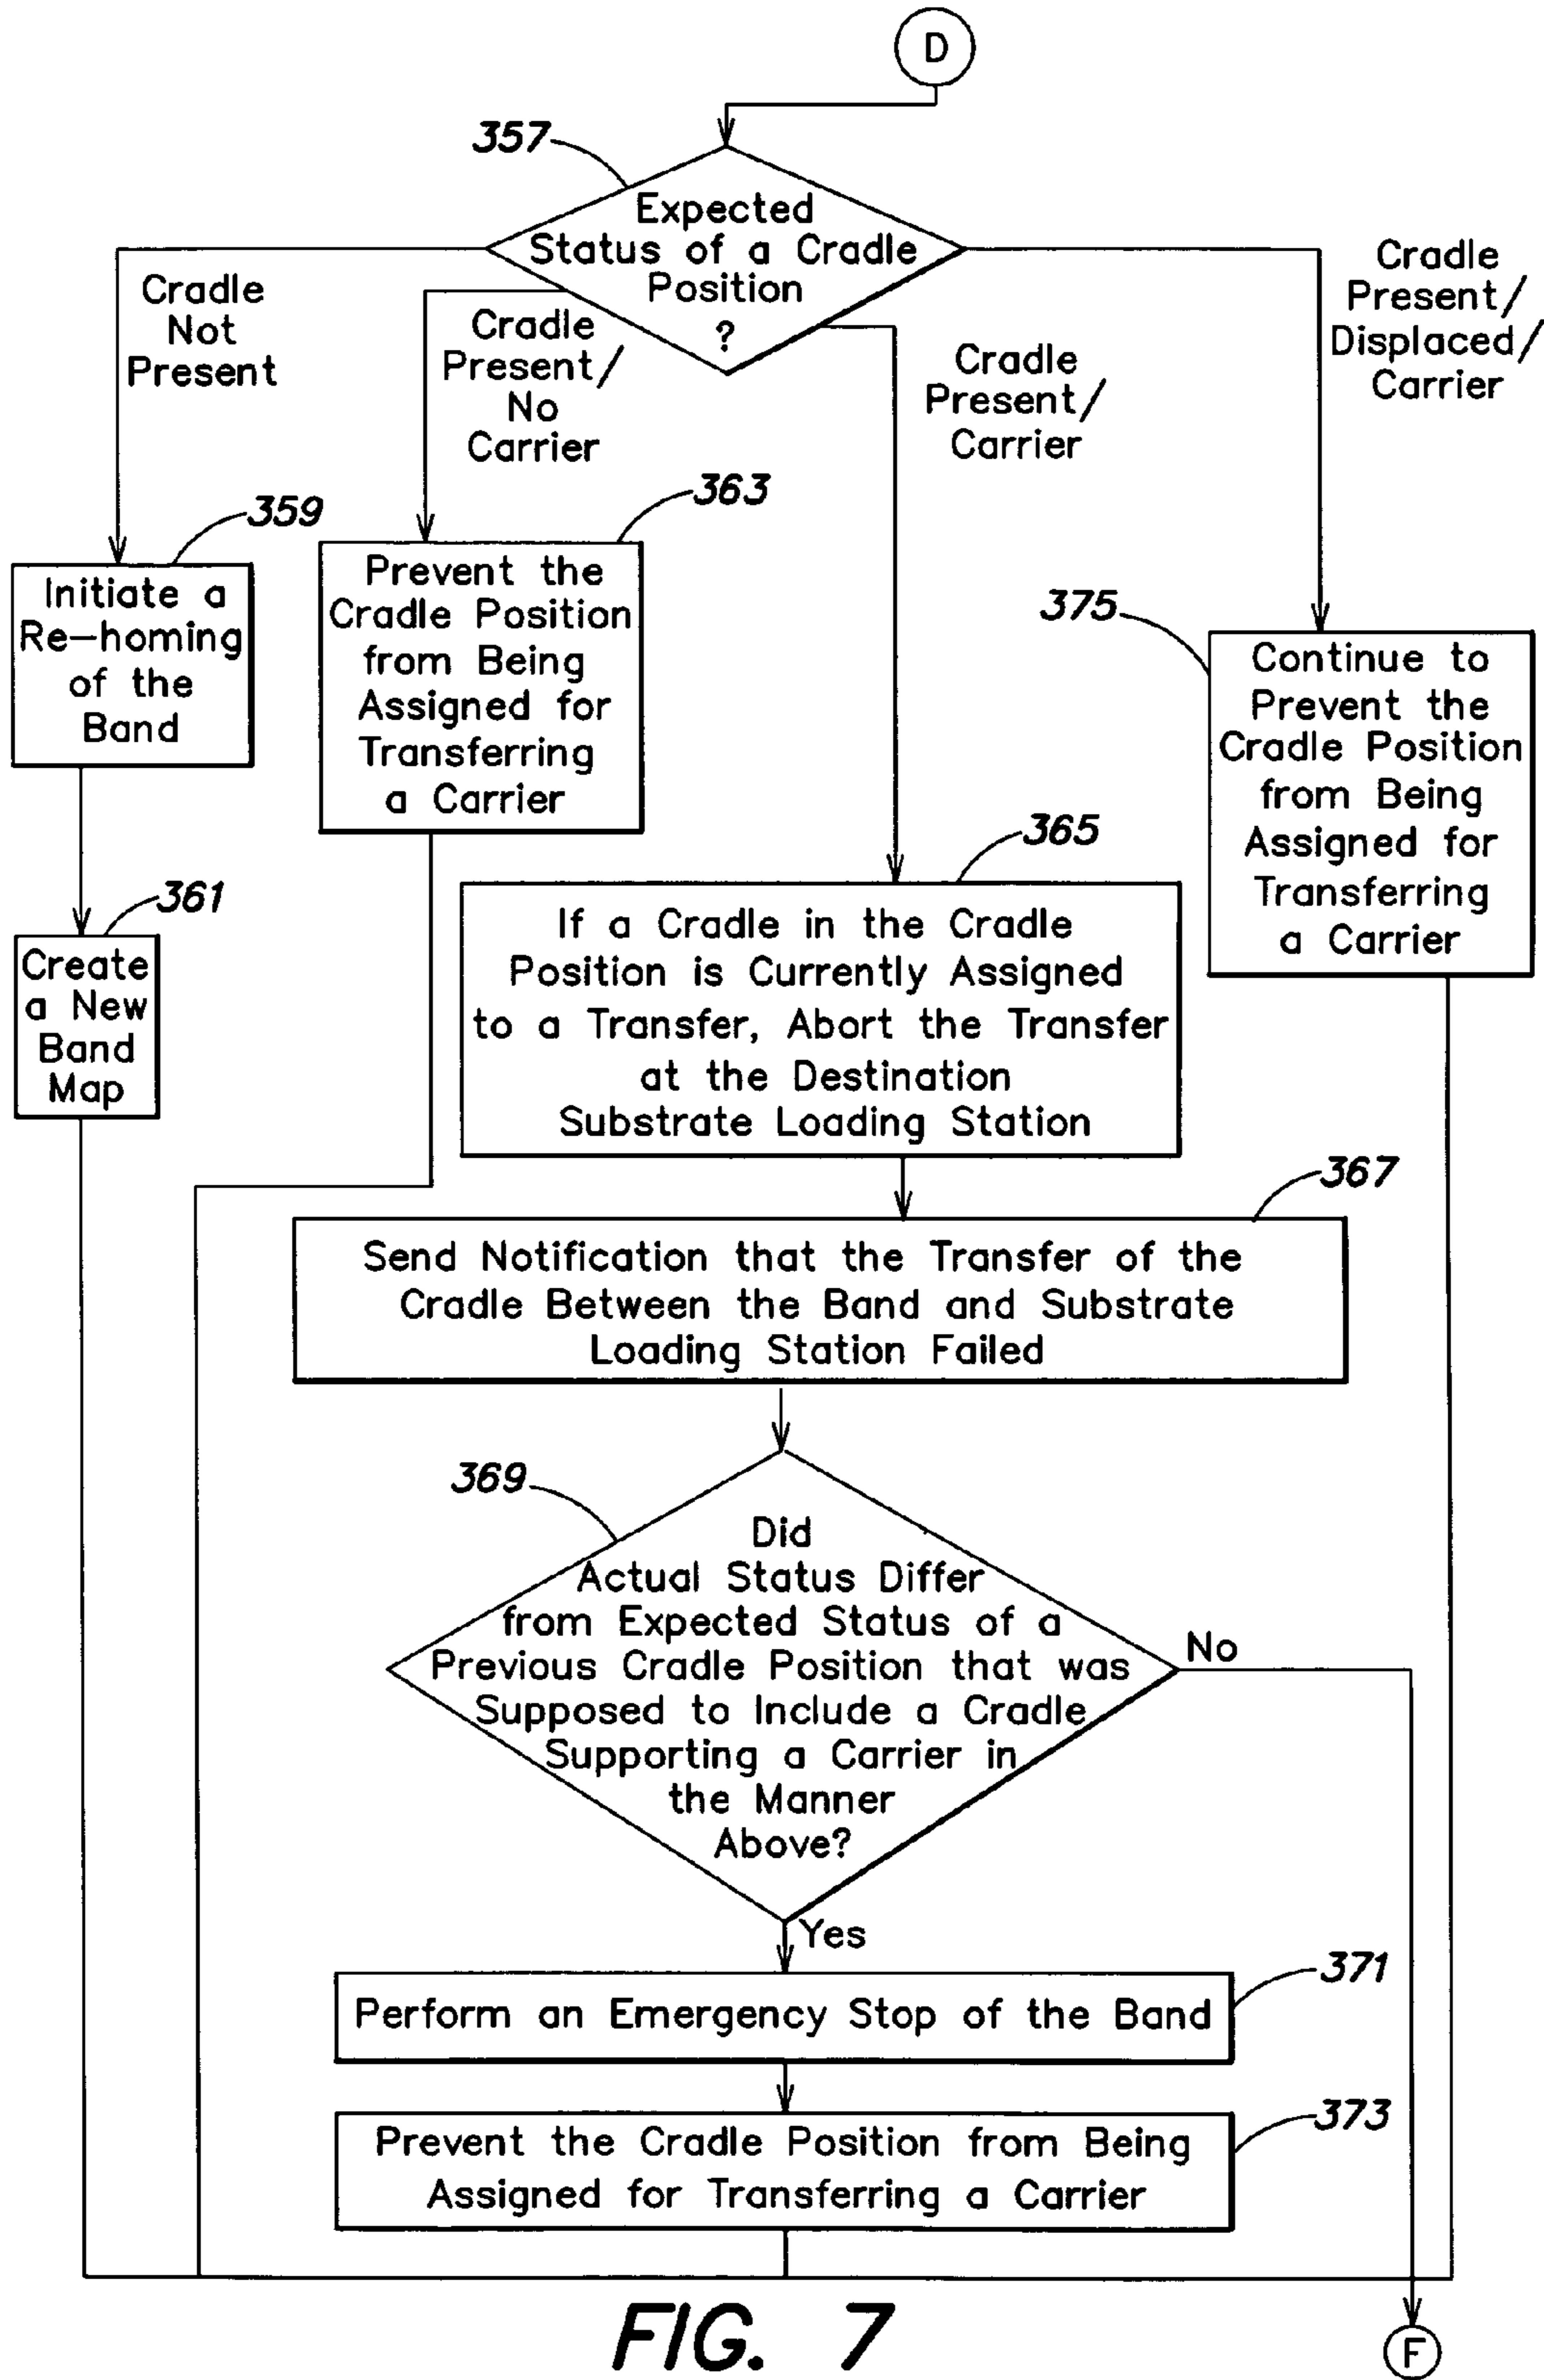 D
357
Expected
Status of a Cradle
Position
?
Cradle
Not
Present
Cradle
Present/
No
Carrier
Cradle
Present/
Carrier
Cradle
Present/
Displaced/
Carrier
359
Initiate a
Re-homing
of the
Band
363
Prevent the
Cradle Position
from Being
Assigned for
Transferring
a Carrier
375
Continue to
Prevent the
Cradle Position
from Being
Assigned for
Transferring
a Carrier
361
Create
a New
Band
Map
365
If a Cradle in the Cradle
Position is Currently Assigned
to a Transfer, Abort the Transfer
at the Destination
Substrate Loading Station
367
Send Notification that the Transfer of the
Cradle Between the Band and Substrate
Loading Station Failed
369
Did
Actual Status Differ
from Expected Status of a
Previous Cradle Position that was
Supposed to Include a Cradle
Supporting a Carrier in
the Manner
Above?
No
Yes
371
Perform an Emergency Stop of the Band
373
Prevent the Cradle Position from Being
Assigned for Transferring a Carrier
FIG. 7
F